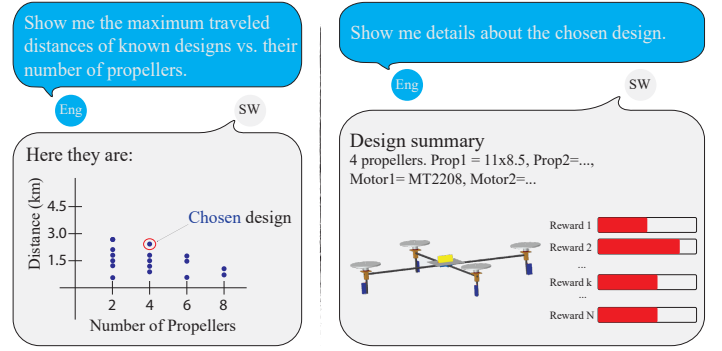 Show me the maximum traveled
distances of known designs vs. their
number of propellers.
Eng
SW
Here they are:
Distance (km)
4.5
3.0
1.5
Chosen design
2 4 6 8
Number of Propellers
Show me details about the chosen design.
Eng
SW
Design summary
4 propellers. Prop1 = 11x8.5, Prop2=...,
Motor1= MT2208, Motor2=...
Reward 1
Reward 2
...
Reward k
...
Reward N